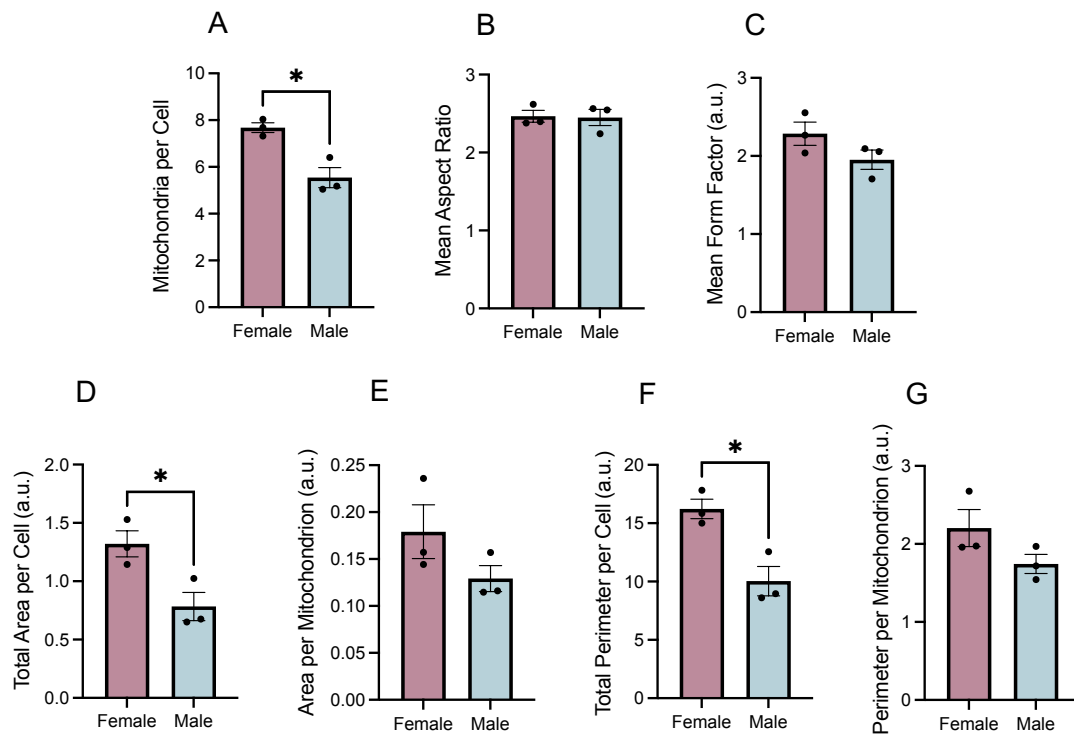 A
Mitochondria per Cell
10
8
6
4
2
0
*
Female
Male
B
Mean Aspect Ratio
3
2
1
0
Female
Male
C
Mean Form Factor (a.u.)
3
2
1
0
Female
Male
D
Total Area per Cell (a.u.)
2.0
1.5
1.0
0.5
0.0
*
Female
Male
E
Area per Mitochondrion (a.u.)
0.25
0.20
0.15
0.10
0.05
0.00
Female
Male
F
Total Perimeter per Cell (a.u.)
20
15
10
5
0
*
Female
Male
G
Perimeter per Mitochondrion (a.u.)
3
2
1
0
Female
Male